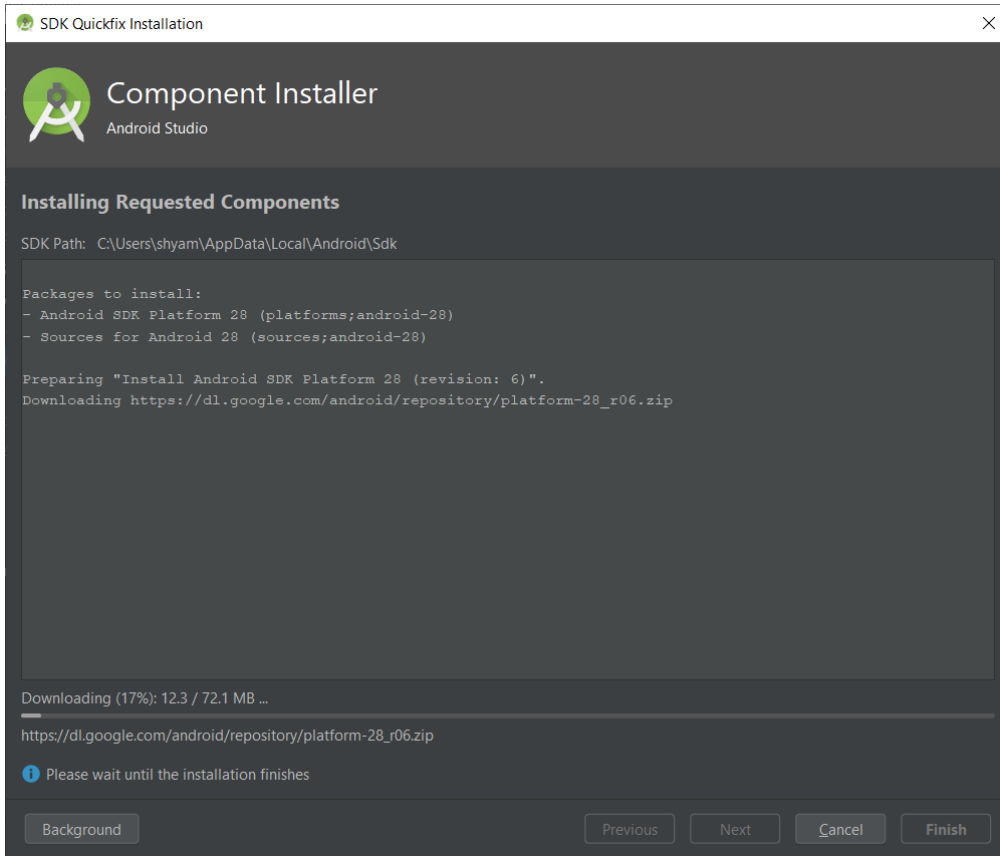 SDK Quickfix Installation
Component Installer
Android Studio
Installing Requested Components
SDK Path: C:\Users\shyam\AppData\Local\Android\Sdk
Packages to install:
- Android SDK Platform 28 (platforms;android-28)
- Sources for Android 28 (sources;android-28)
Preparing "Install Android SDK Platform 28 (revision: 6)".
Downloading https://dl.google.com/android/repository/platform-28_r06.zip
Downloading (17%): 12.3 / 72.1 MB ...
https://dl.google.com/android/repository/platform-28_r06.zip
Please wait until the installation finishes
Background Previous Next Cancel Finish